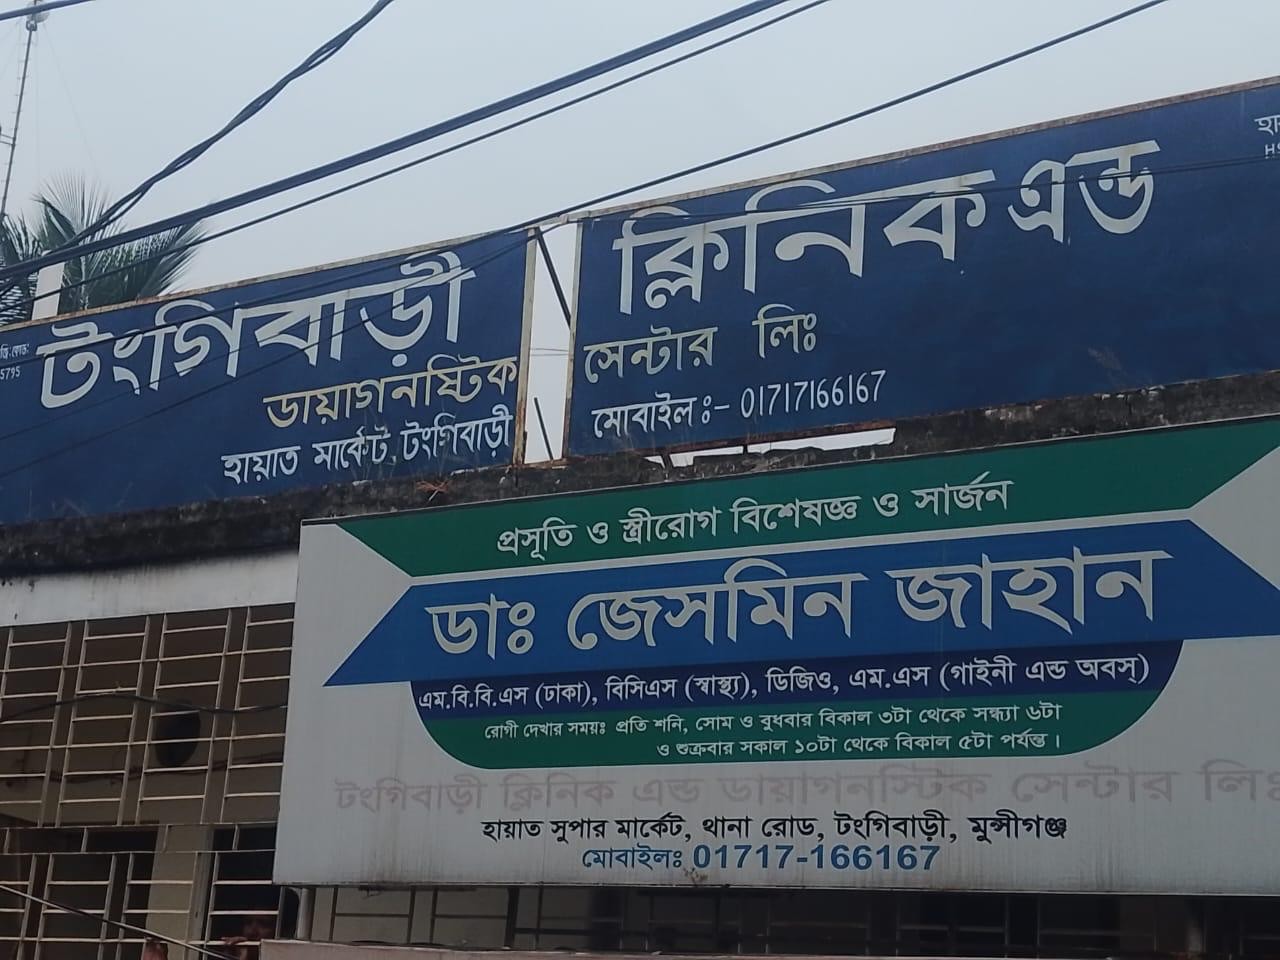 টংগিবাড়ী ক্লিনিক এন্ড
ডায়াগনষ্টিক সেন্টার লিঃ
হায়াত মার্কেট, টংগিবাড়ী মোবাইল ঃ- 01717166167
5795
প্রসূতি ও স্ত্রীরোগ বিশেষজ্ঞ ও সার্জন
ডাঃ জেসমিন জাহান
এম.বি.বি.এস (ঢাকা), বিসিএস (স্বাস্থ্য), ডিজিও, এম.এস (গাইনী এন্ড অবস্)
রোগী দেখার সময়ঃ প্রতি শনি, সোম ও বুধবার বিকাল ৩টা থেকে সন্ধ্যা ৬টা
ও শুক্রবার সকাল ১০টা থেকে বিকাল ৫টা পর্যন্ত।
টংগিবাড়ী ক্লিনিক এন্ড ডায়াগনস্টিক সেন্টার লিঃ
হায়াত সুপার মার্কেট, থানা রোড, টংগিবাড়ী, মুন্সীগঞ্জ
মোবাইলঃ 01717-166167